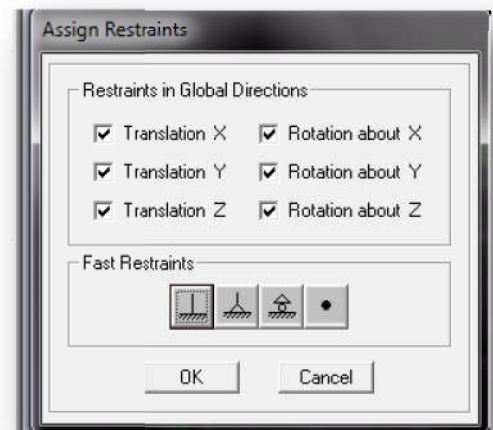 Assign Restraints
Restraints in Global Directions
Translation X Rotation about X
Translation Y Rotation about Y
Translation Z Rotation about Z
Fast Restraints
OK Cancel